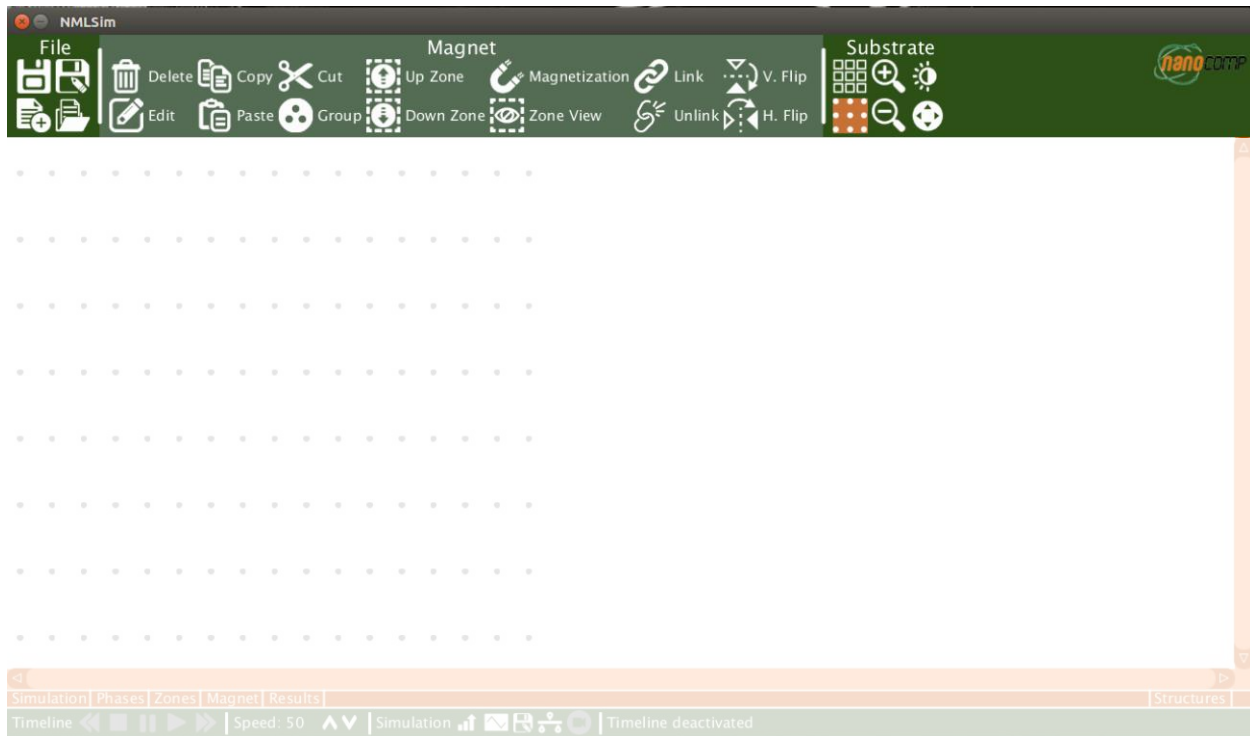 NMLSim
File Magnet Substrate
Delete Copy Cut Up Zone Magnetization Link V. Flip
Edit Paste Group Down Zone Zone View Unlink H. Flip
nanocomp
Simulation Phases Zones Magnet Results Structures
Timeline Speed: 50 Simulation Timeline deactivated